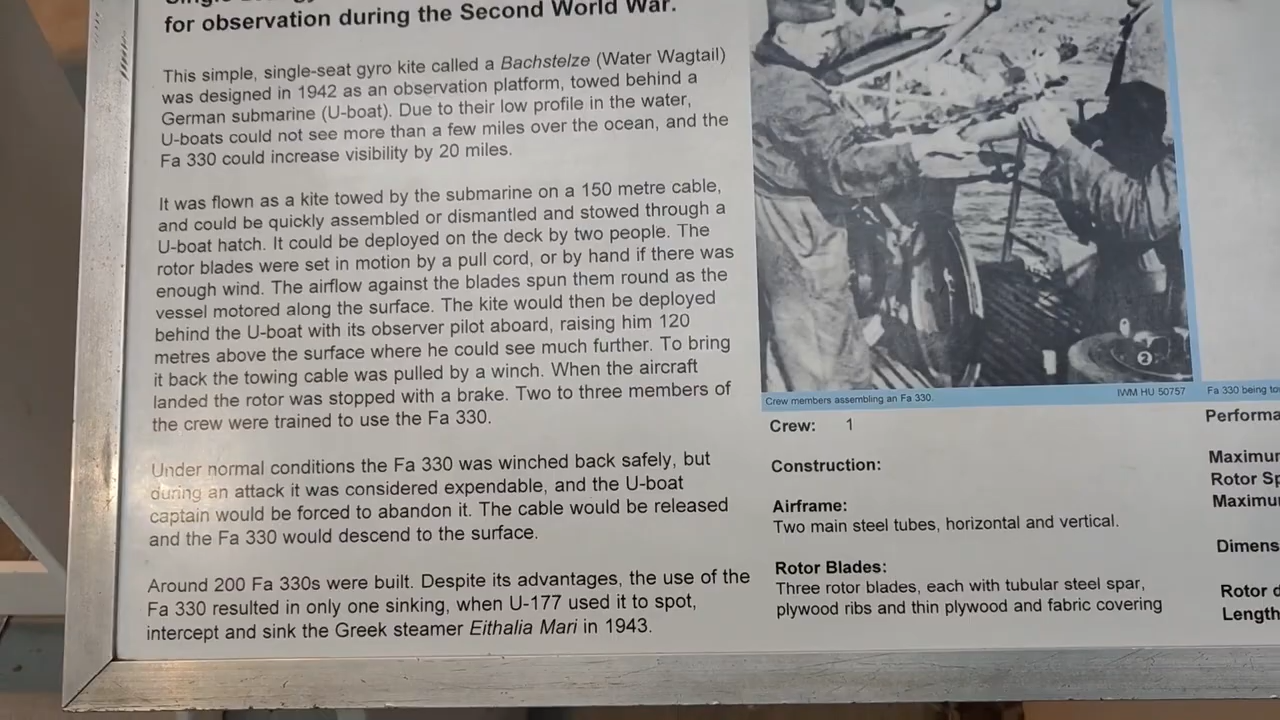 for observation during the Second World War.
This simple, single-seat gyro kite called a Bachstelze (Water Wagtail)
was designed in 1942 as an observation platform, towed behind a
German submarine (U-boat). Due to their low profile in the water,
U-boats could not see more than a few miles over the ocean, and the
Fa 330 could increase visibility by 20 miles.
It was flown as a kite towed by the submarine on a 150 metre cable,
and could be quickly assembled or dismantled and stowed through a
U-boat hatch. It could be deployed on the deck by two people. The
rotor blades were set in motion by a pull cord, or by hand if there was
enough wind. The airflow against the blades spun them round as the
vessel motored along the surface. The kite would then be deployed
behind the U-boat with its observer pilot aboard, raising him 120
metres above the surface where he could see much further. To bring
it back the towing cable was pulled by a winch. When the aircraft
landed the rotor was stopped with a brake. Two to three members of
the crew were trained to use the Fa 330.
Under normal conditions the Fa 330 was winched back safely, but
during an attack it was considered expendable, and the U-boat
captain would be forced to abandon it. The cable would be released
and the Fa 330 would descend to the surface.
Around 200 Fa 330s were built. Despite its advantages, the use of the
Fa 330 resulted in only one sinking, when U-177 used it to spot,
intercept and sink the Greek steamer Eithalia Mari in 1943.
2
Crew members assembling an Fa 330.
IWM HU 50757
Fa 330 being to
Crew: 1
Construction:
Airframe:
Two main steel tubes, horizontal and vertical.
Rotor Blades:
Three rotor blades, each with tubular steel spar,
plywood ribs and thin plywood and fabric covering
Performa
Maximur
Rotor Sp
Maximu
Dimens
Rotor d
Length